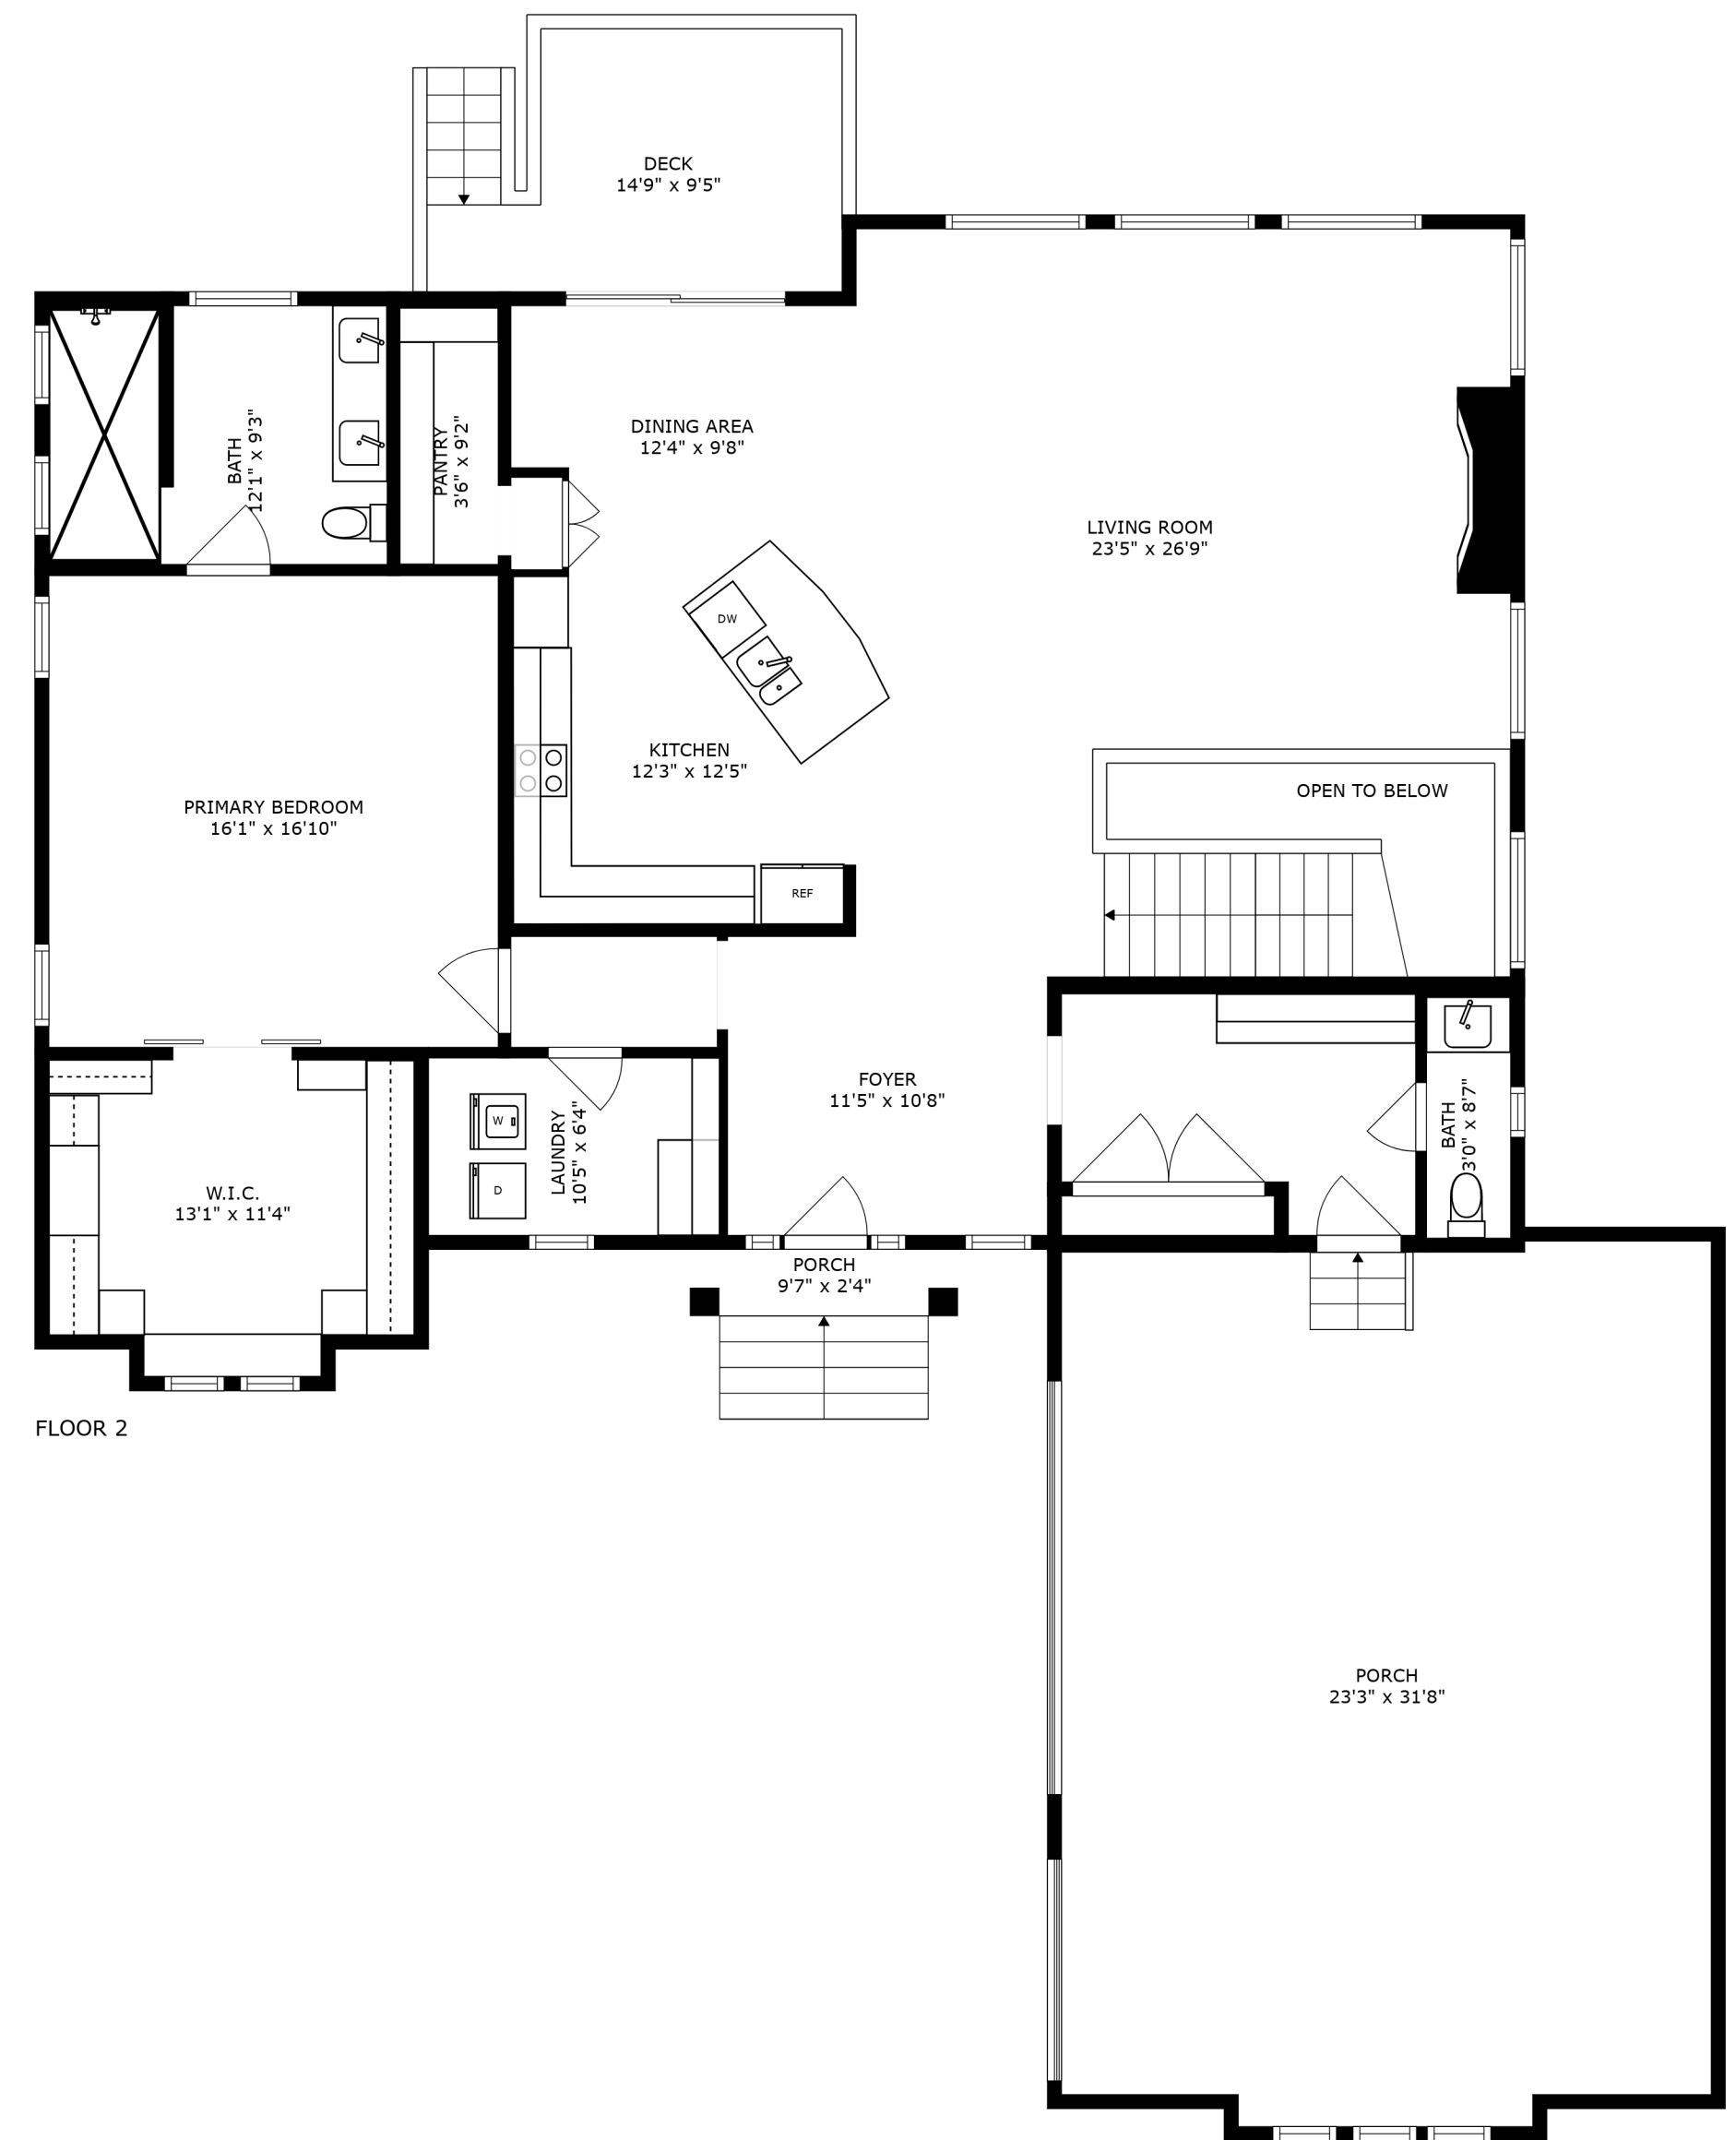 DECK
14'9" x 9'5"
DINING AREA
12'4" x 9'8"
BATH
12'1" x 9'3"
PANTRY
3'6" x 9'2"
LIVING ROOM
23'5" x 26'9"
DW
KITCHEN
12'3" x 12'5"
OPEN TO BELOW
PRIMARY BEDROOM
16'1" x 16'10"
REF
FOYER
11'5" x 10'8"
BATH
3'0" x 8'7"
W
D
LAUNDRY
10'5" x 6'4"
W.I.C.
13'1" x 11'4"
PORCH
9'7" x 2'4"
FLOOR 2
PORCH
23'3" x 31'8"